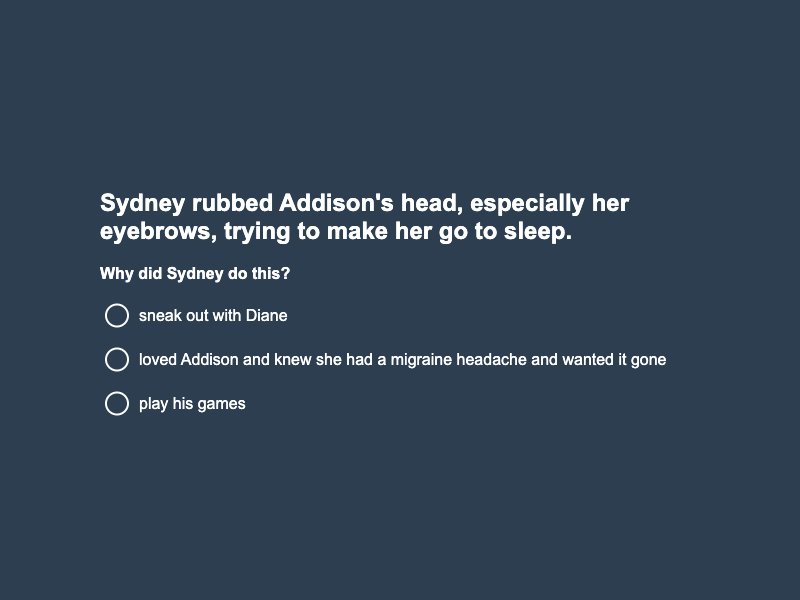 Sydney rubbed Addison's head, especially her
eyebrows, trying to make her go to sleep.
Why did Sydney do this?
sneak out with Diane
loved Addison and knew she had a migraine headache and wanted it gone
play his games